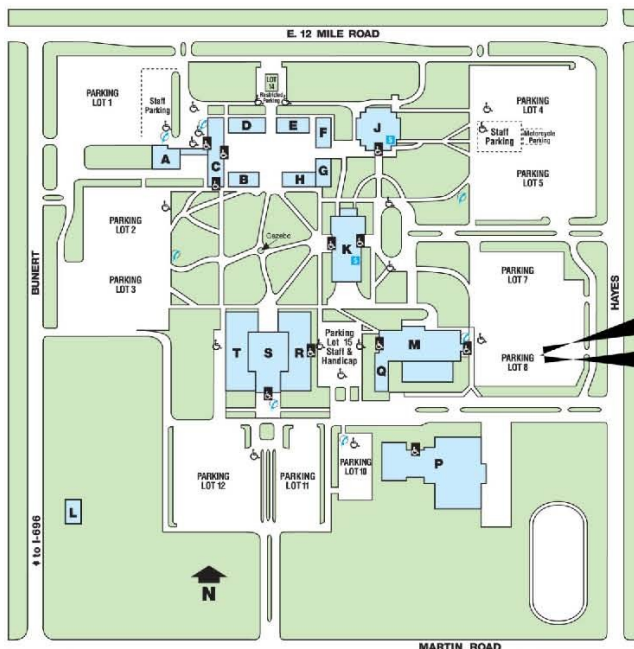 E. 12 MILE ROAD
PARKING
LOT 1
Staff
Parking
LOT
14
Restricted
Parking
PARKING
LOT 4
Staff
Parking
Motorcycle
Parking
PARKING
LOT 5
D
E
F
J
A
C
B
H
G
PARKING
LOT 2
Gazebo
K
BUNERT
PARKING
LOT 3
PARKING
LOT 7
HAYES
T
S
R
Parking
Lot 15
Staff &
Handicap
M
Q
PARKING
LOT 8
PARKING
LOT 12
PARKING
LOT 11
PARKING
LOT 10
P
L
to I-696
N
MARTIN ROAD